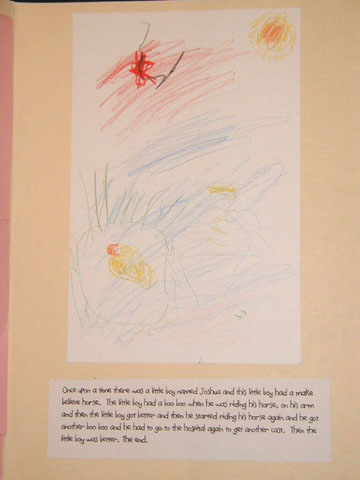 Once upon a time there was a little boy named Joshua and this little boy had a make
believe horse. The little boy had a boo boo when he was riding his horse, on his arm
and then the little boy got better and then he started riding his horse again and he got
another boo boo and he had to go to the hospital again to get another cast. Then the
little boy was better. The end.